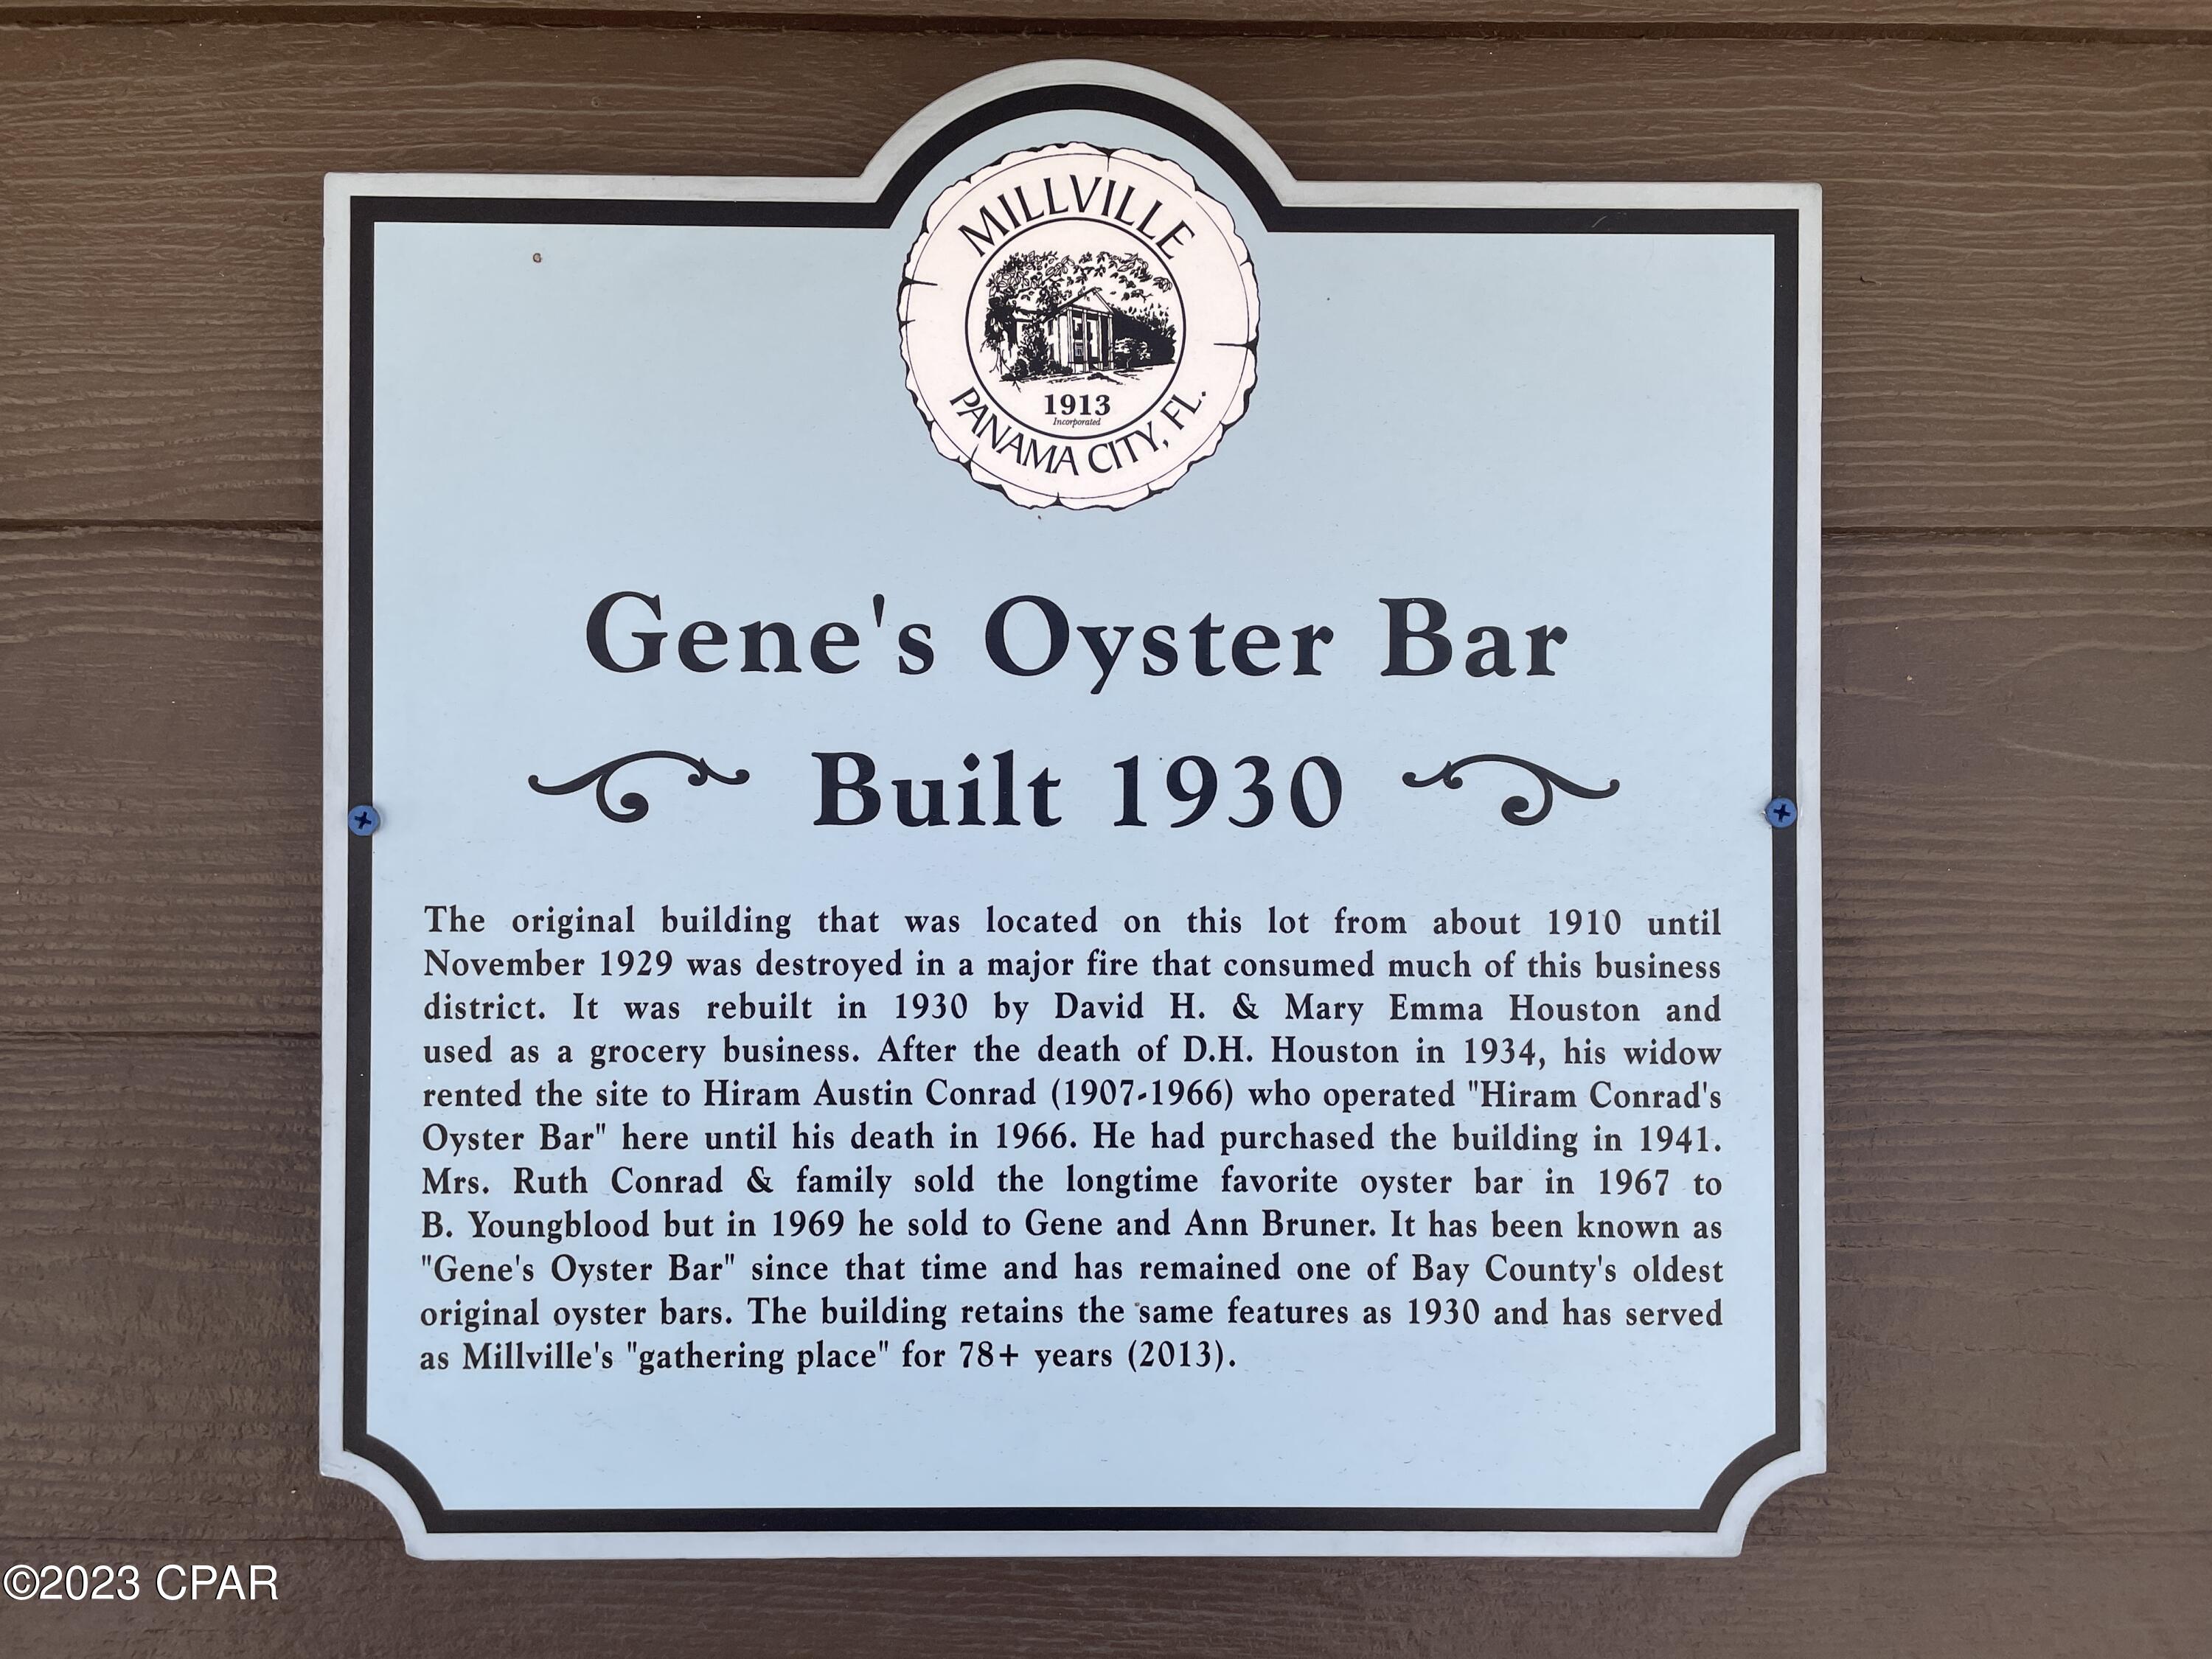 MILLVILLE
1913
Incorporated
PANAMA CITY, FL.
Gene's Oyster Bar
Built 1930
The original building that was located on this lot from about 1910 until
November 1929 was destroyed in a major fire that consumed much of this business
district. It was rebuilt in 1930 by David H. & Mary Emma Houston and
used as a grocery business. After the death of D.H. Houston in 1934, his widow
rented the site to Hiram Austin Conrad (1907-1966) who operated "Hiram Conrad's
Oyster Bar" here until his death in 1966. He had purchased the building in 1941.
Mrs. Ruth Conrad & family sold the longtime favorite oyster bar in 1967 to
B. Youngblood but in 1969 he sold to Gene and Ann Bruner. It has been known as
"Gene's Oyster Bar" since that time and has remained one of Bay County's oldest
original oyster bars. The building retains the same features as 1930 and has served
as Millville's "gathering place" for 78+ years (2013).
©2023 CPAR